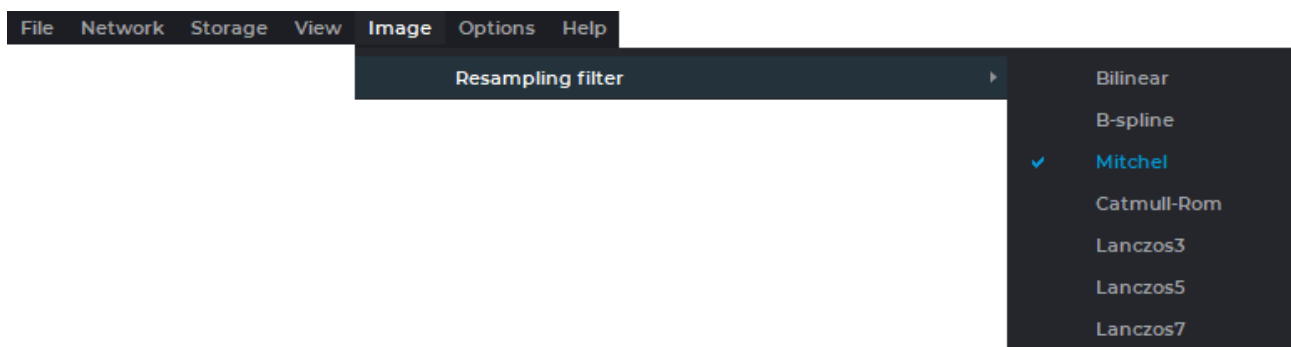 File Network Storage View Image Options Help
Resampling filter
Bilinear
B-spline
Mitchel
Catmull-Rom
Lanczos3
Lanczos5
Lanczos7